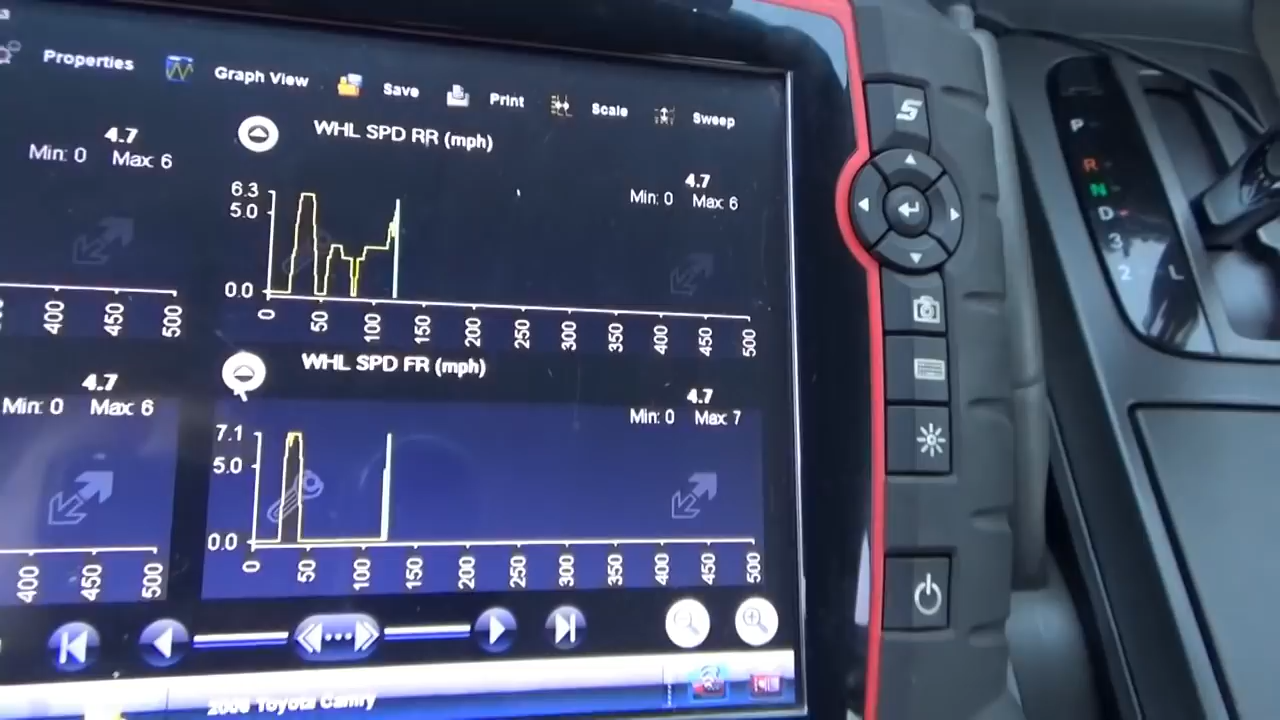 Properties
Graph View
Save
Print
Scale
Sweep
4.7
Min: 0 Max: 6
WHL SPD RR (mph)
4.7
Min: 0 Max: 6
6.3
5.0
0.0
400 450 500
0 50 100 150 200 250 300 350 400 450 500
WHL SPD FR (mph)
4.7
Min: 0 Max: 6
4.7
Min: 0 Max: 7
7.1
5.0
0.0
400 450 500
0 50 100 150 200 250 300 350 400 450 500
Toyota Camry
S
P
R
N
D
3
2
L